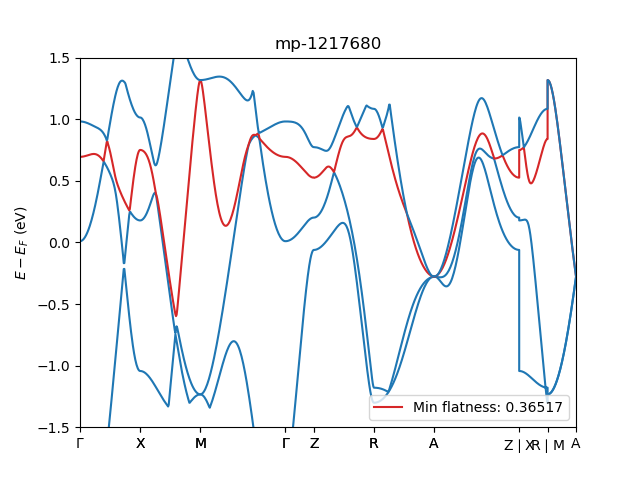 mp-1217680
E − E_F (eV)
1.5
1.0
0.5
0.0
−0.5
−1.0
−1.5
Min flatness: 0.36517
Γ X M Γ Z R A Z | X R | M A